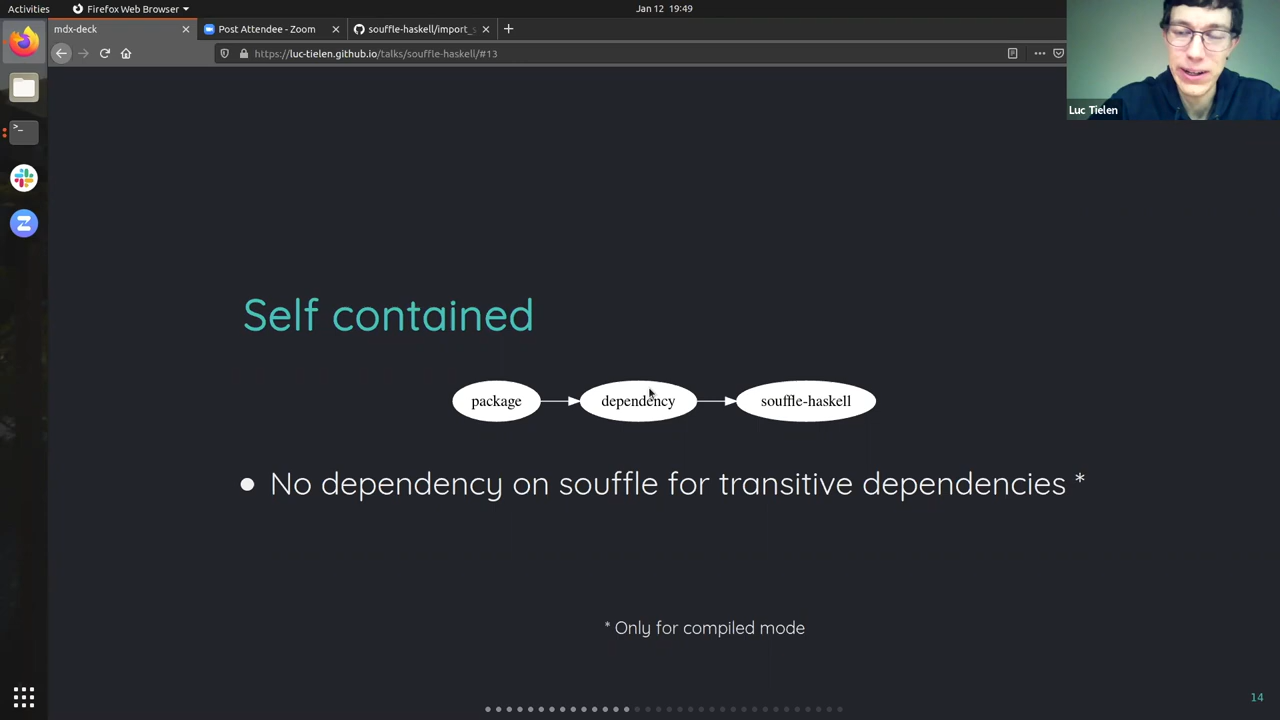 Activities
Firefox Web Browser
Jan 12 19:49
mdx-deck
Post Attendee - Zoom
souffle-haskell/import_s
https://luc-tielen.github.io/talks/souffle-haskell/#13
Luc Tielen
Self contained
package
dependency
souffle-haskell
No dependency on souffle for transitive dependencies *
* Only for compiled mode
14